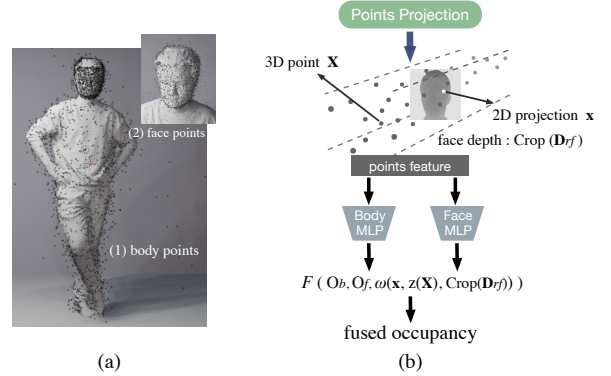 Points Projection
3D point X
2D projection x
face depth : Crop (Drf)
(2) face points
points feature
(1) body points
Body
MLP
Face
MLP
F ( Ob, Of, ω(x, z(X), Crop(Drf)) )
fused occupancy
(a)
(b)